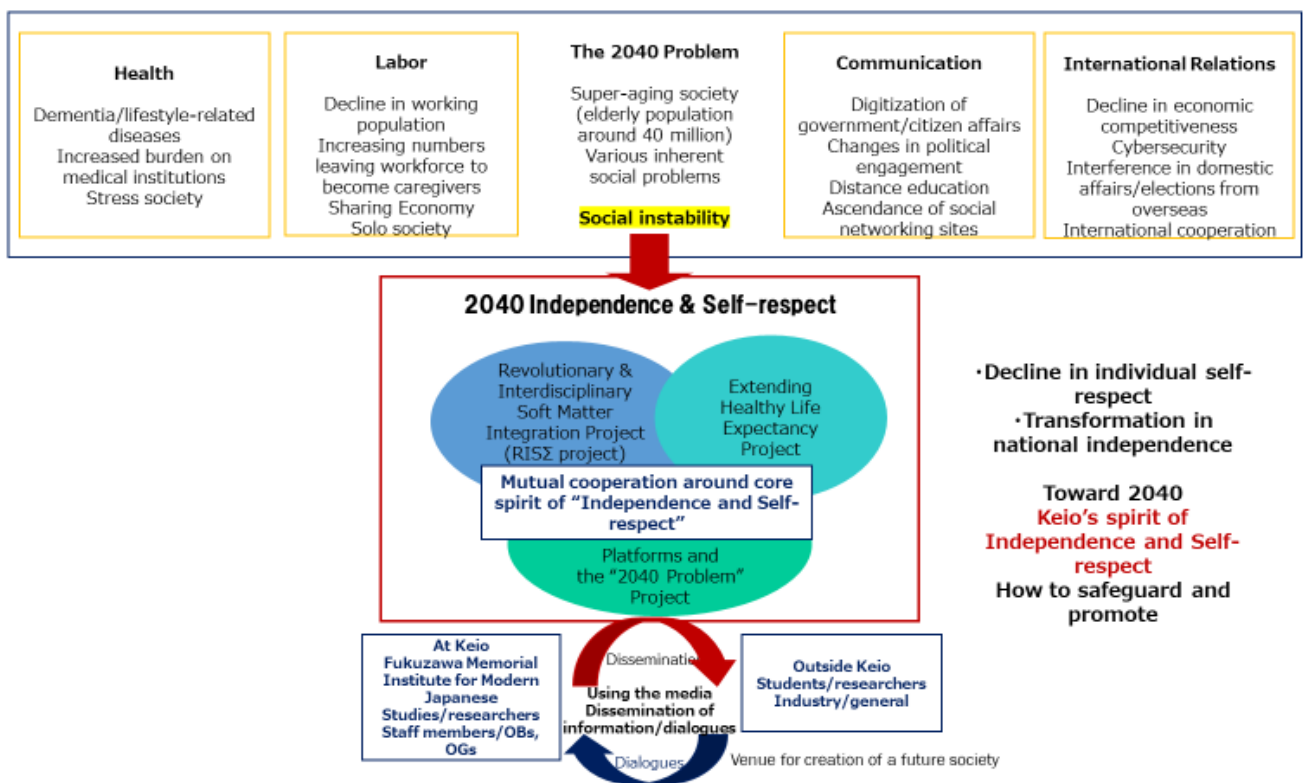 Health
Dementia/lifestyle-related
diseases
Increased burden on
medical institutions
Stress society
Labor
Decline in working
population
Increasing numbers
leaving workforce to
become caregivers
Sharing Economy
Solo society
The 2040 Problem
Super-aging society
(elderly population
around 40 million)
Various inherent
social problems
Social instability
Communication
Digitization of
government/citizen affairs
Changes in political
engagement
Distance education
Ascendance of social
networking sites
International Relations
Decline in economic
competitiveness
Cybersecurity
Interference in domestic
affairs/elections from
overseas
International cooperation
2040 Independence & Self-respect
Revolutionary &
Interdisciplinary
Soft Matter
Integration Project
(RISΣ project)
Extending
Healthy Life
Expectancy
Project
Mutual cooperation around core
spirit of “Independence and Self-
respect”
Platforms and
the “2040 Problem”
Project
・Decline in individual self-
respect
・Transformation in
national independence
Toward 2040
Keio’s spirit of
Independence and Self-
respect
How to safeguard and
promote
At Keio
Fukuzawa Memorial
Institute for Modern
Japanese
Studies/researchers
Staff members/OBs,
OGs
Dissemination
Using the media
Dissemination of
information/dialogues
Dialogues
Outside Keio
Students/researchers
Industry/general
Venue for creation of a future society